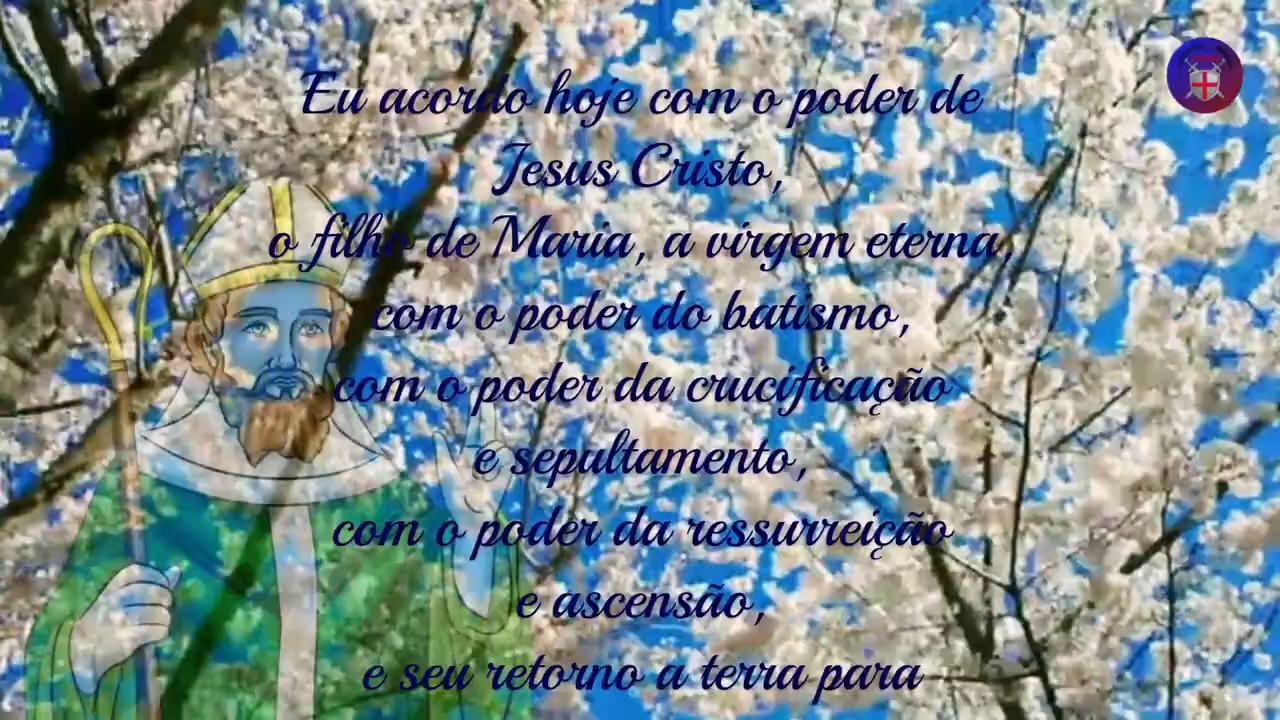 Eu acordo hoje com o poder de
Jesus Cristo,
o filho de Maria, a virgem eterna,
com o poder do batismo,
com o poder da crucificação
e sepultamento,
com o poder da ressurreição
e ascensão,
e seu retorno a terra para